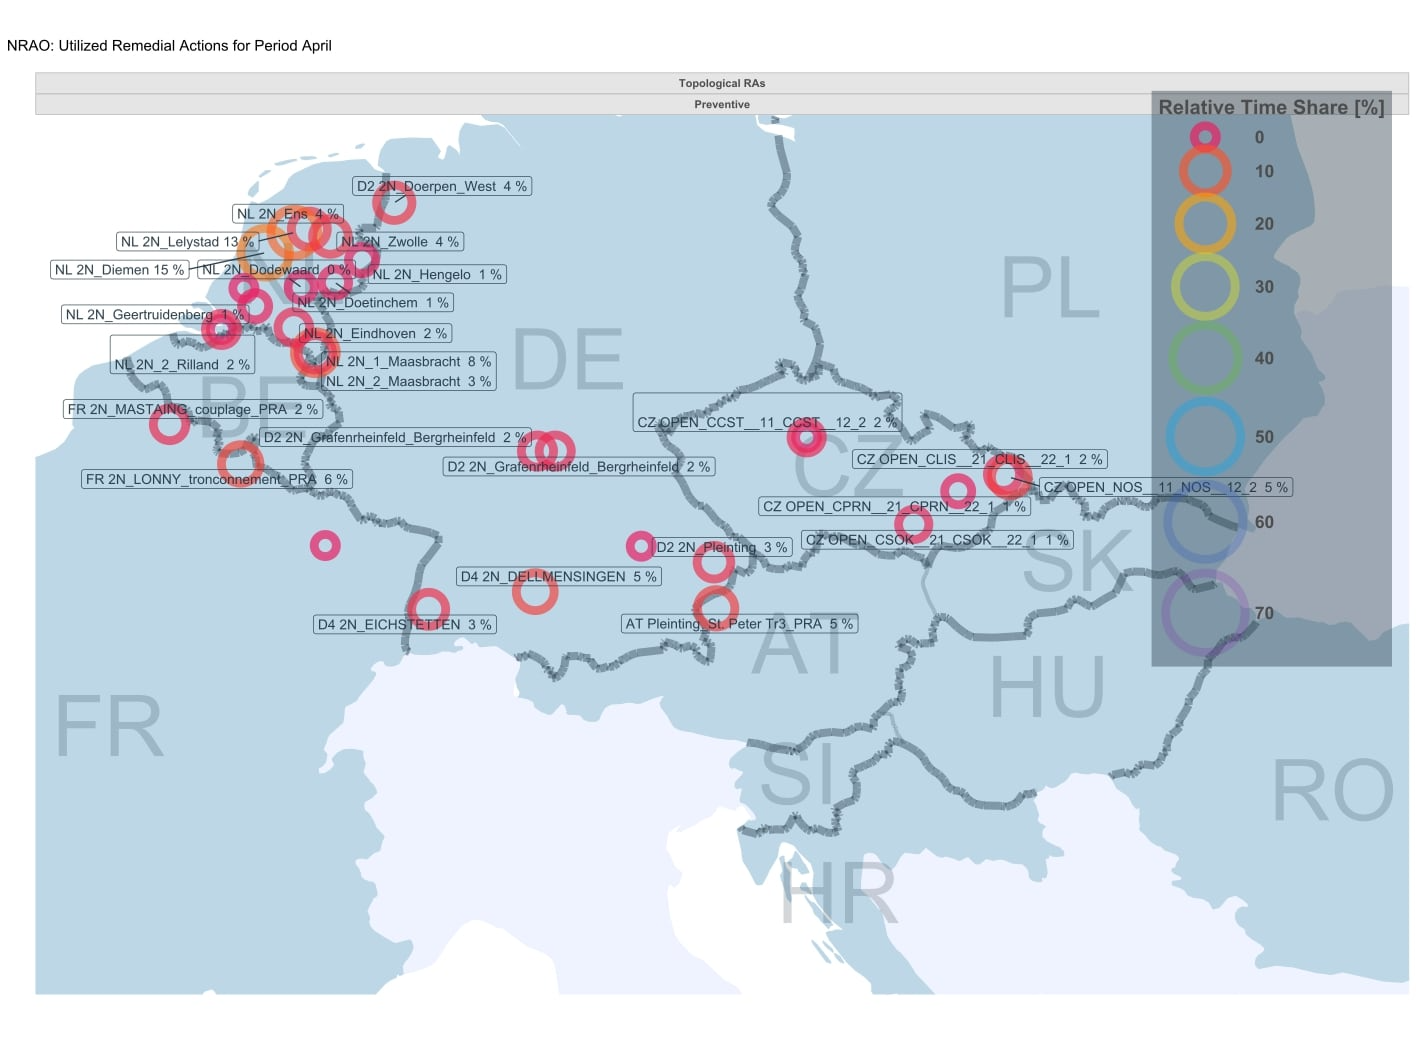 NRAO: Utilized Remedial Actions for Period April
Topological RAs
Preventive
Relative Time Share [%]
0
10
20
30
40
50
60
70
D2 2N_Doerpen_West 4 %
NL 2N_Ens 4 %
NL 2N_Lelystad 13 %
NL 2N_Zwolle 4 %
NL 2N_Diemen 15 %
NL 2N_Dodewaard 0 %
NL 2N_Hengelo 1 %
NL 2N_Doetinchem 1 %
NL 2N_Geertruidenberg 1 %
NL 2N_Eindhoven 2 %
NL 2N_2_Rilland 2 %
NL 2N_1_Maasbracht 8 %
NL 2N_2_Maasbracht 3 %
FR 2N_MASTAING_couplage_PRA 2 %
D2 2N_Grafenrheinfeld_Bergrheinfeld 2 %
D2 2N_Grafenrheinfeld_Bergrheinfeld 2 %
FR 2N_LONNY_tronconnement_PRA 6 %
CZ OPEN_CCST__11_CCST__12_2 2 %
CZ OPEN_CLIS__21_CLIS__22_1 2 %
CZ OPEN_NOS__11_NOS__12_2 5 %
CZ OPEN_CPRN__21_CPRN__22_1 1 %
CZ OPEN_CSOK__21_CSOK__22_1 1 %
D2 2N_Pleinting 3 %
D4 2N_DELLMENSINGEN 5 %
D4 2N_EICHSTETTEN 3 %
AT Pleinting_St. Peter Tr3_PRA 5 %
PL
DE
BE
CZ
SK
AT
HU
FR
SI
RO
HR